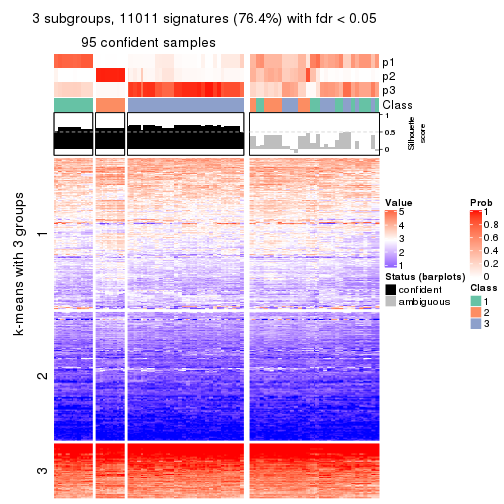 3 subgroups, 11011 signatures (76.4%) with fdr < 0.05
95 confident samples
p1
p2
p3
Class
1
0.5
0
Silhouette
score
k-means with 3 groups
1
2
3
Value
5
4
3
2
1
Status (barplots)
confident
ambiguous
Prob
1
0.8
0.6
0.4
0.2
0
Class
1
2
3